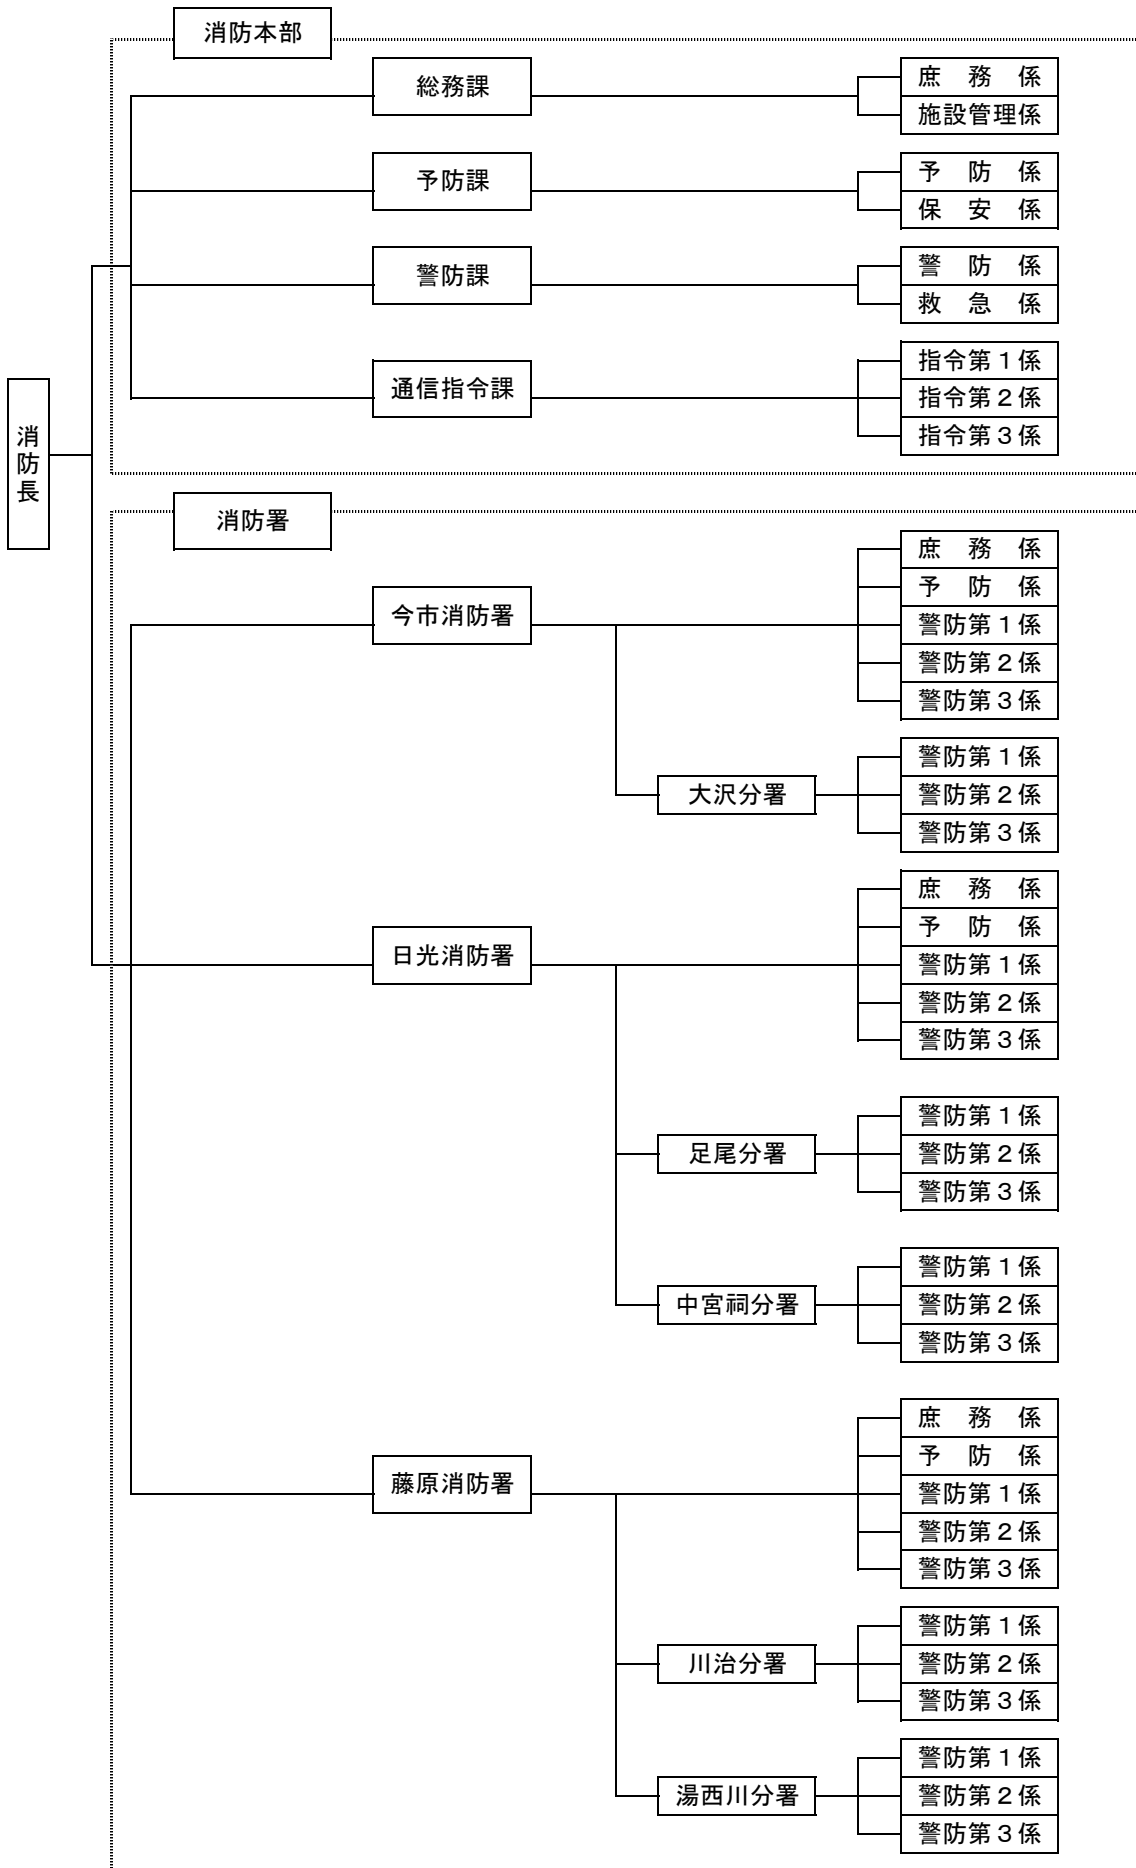 消防本部
総務課
庶　務　係
施設管理係
予防課
予　防　係
保　安　係
警防課
警　防　係
救　急　係
通信指令課
指令第１係
指令第２係
指令第３係
消防長
消防署
今市消防署
庶　務　係
予　防　係
警防第１係
警防第２係
警防第３係
大沢分署
警防第１係
警防第２係
警防第３係
日光消防署
庶　務　係
予　防　係
警防第１係
警防第２係
警防第３係
足尾分署
警防第１係
警防第２係
警防第３係
中宮祠分署
警防第１係
警防第２係
警防第３係
藤原消防署
庶　務　係
予　防　係
警防第１係
警防第２係
警防第３係
川治分署
警防第１係
警防第２係
警防第３係
湯西川分署
警防第１係
警防第２係
警防第３係